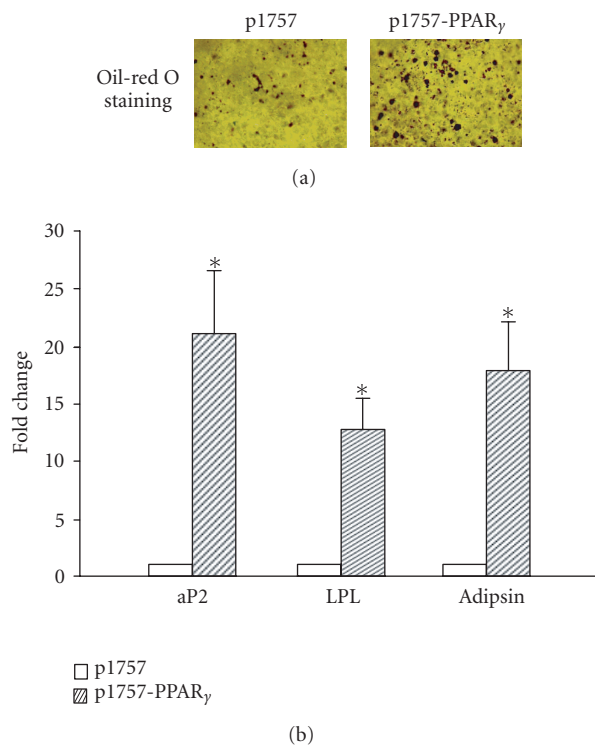 p1757 p1757-PPARγ
Oil-red O
staining
(a)
30
25
20
15
10
5
0
Fold change
* * *
aP2 LPL Adipsin
p1757
p1757-PPARγ
(b)